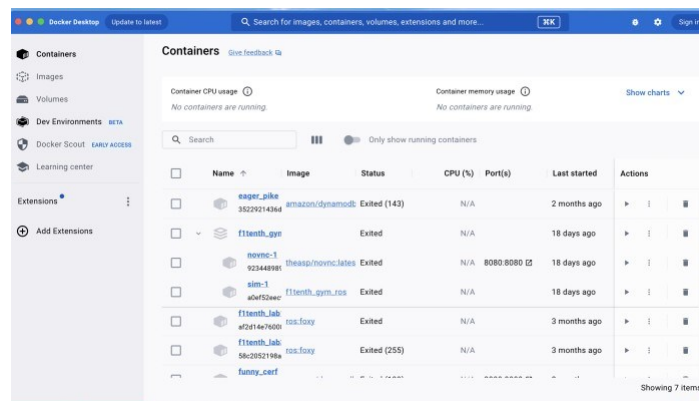 Docker Desktop Update to latest Search for images, containers, volumes, extensions and more... ⌘K Sign in
Containers
Images
Volumes
Dev Environments BETA
Docker Scout EARLY ACCESS
Learning center
Extensions
Add Extensions
Containers Give feedback
Container CPU usage Container memory usage Show charts
No containers are running. No containers are running.
Search Only show running containers
Name Image Status CPU (%) Port(s) Last started Actions
eager_pike
3522921436d amazon/dynamodb Exited (143) N/A 2 months ago
f1tenth_gym Exited N/A 18 days ago
novnc-1
923448989 theasp/novnc:lates Exited N/A 8080:8080 18 days ago
sim-1
a0ef52eec f1tenth_gym_ros Exited N/A 18 days ago
f1tenth_lab
af2d14e7600 ros:foxy Exited N/A 3 months ago
f1tenth_lab
58c2052198a ros:foxy Exited (255) N/A 3 months ago
funny_cerf
Showing 7 items